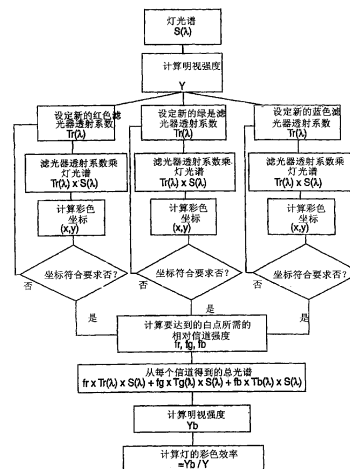 灯光谱
S(λ)
计算明视强度
Y
设定新的红色滤
光器透射系数
Tr(λ)
设定新的绿是滤
光器透射系数
Tr(λ)
设定新的蓝色滤
光器透射系数
Tr(λ)
滤光器透射系数乘
灯光谱
Tr(λ) x S(λ)
滤光器透射系数乘
灯光谱
Tr(λ) x S(λ)
滤光器透射系数乘
灯光谱
Tr(λ) x S(λ)
计算彩色
坐标
(x,y)
计算彩色
坐标
(x,y)
计算彩色
坐标
(x,y)
坐标符合要求否?
坐标符合要求否?
坐标符合要求否?
否
否
否
是
是
是
计算要达到的白点所需的
相对信道强度
fr, fg, fb
从每个信道得到的总光谱
fr x Tr(λ) x S(λ) + fg x Tg(λ) x S(λ) + fb x Tb(λ) x S(λ)
计算明视强度
Yb
计算灯的彩色效率
=Yb / Y